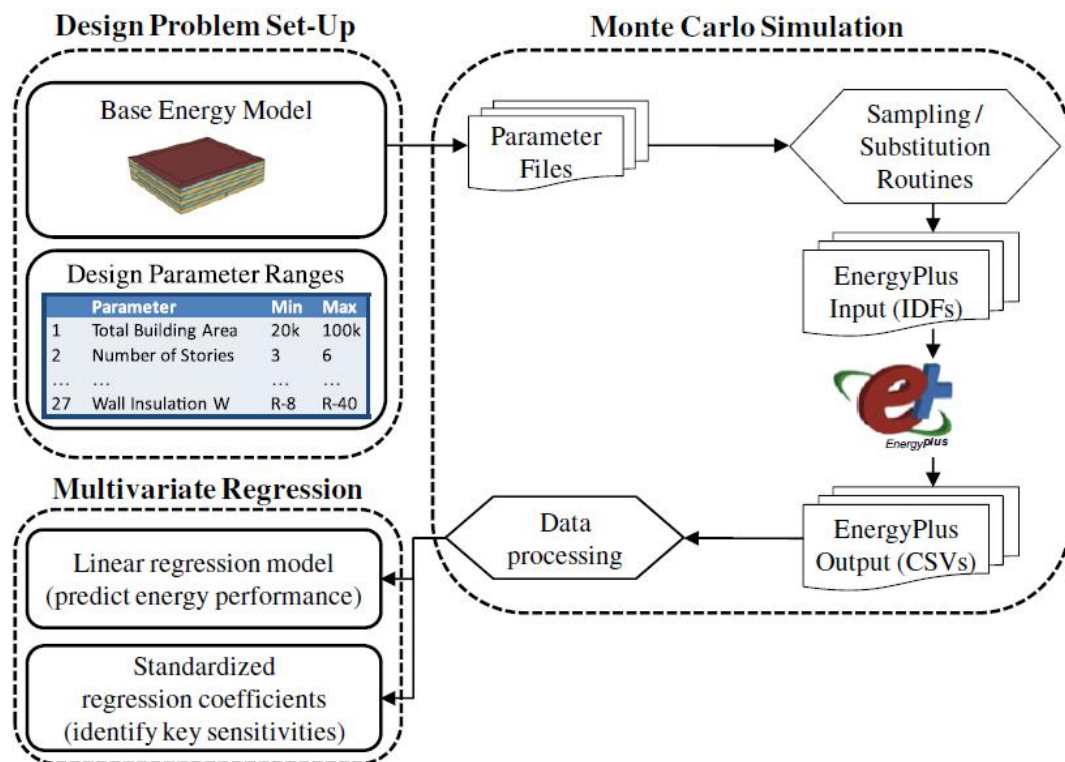 Design Problem Set-Up
Base Energy Model
Design Parameter Ranges
Parameter Min Max
1 Total Building Area 20k 100k
2 Number of Stories 3 6
... ... ... ...
27 Wall Insulation W R-8 R-40
Monte Carlo Simulation
Parameter
Files
Sampling /
Substitution
Routines
EnergyPlus
Input (IDFs)
e+
EnergyPlus
EnergyPlus
Output (CSVs)
Data
processing
Multivariate Regression
Linear regression model
(predict energy performance)
Standardized
regression coefficients
(identify key sensitivities)